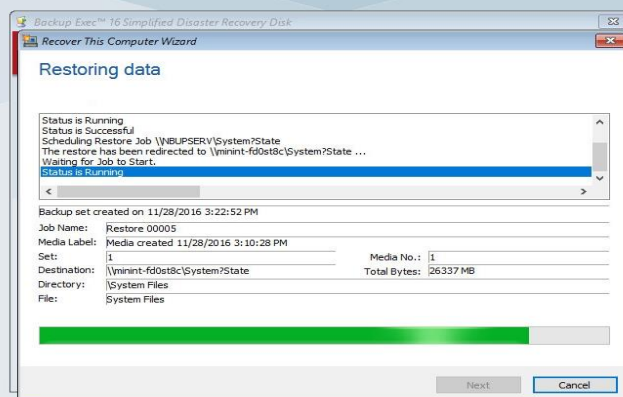 Backup Exec™ 16 Simplified Disaster Recovery Disk
Recover This Computer Wizard
Restoring data
Status is Running
Status is Successful
Scheduling Restore Job \\NBUPSERV\System?State
The restore has been redirected to \\minint-fd0st8c\System?State ...
Waiting for Job to Start.
Status is Running
Backup set created on 11/28/2016 3:22:52 PM
Job Name: Restore 00005
Media Label: Media created 11/28/2016 3:10:28 PM
Set: 1 Media No.: 1
Destination: \\minint-fd0st8c\System?State Total Bytes: 26337 MB
Directory: \System Files
File: System Files
Next Cancel